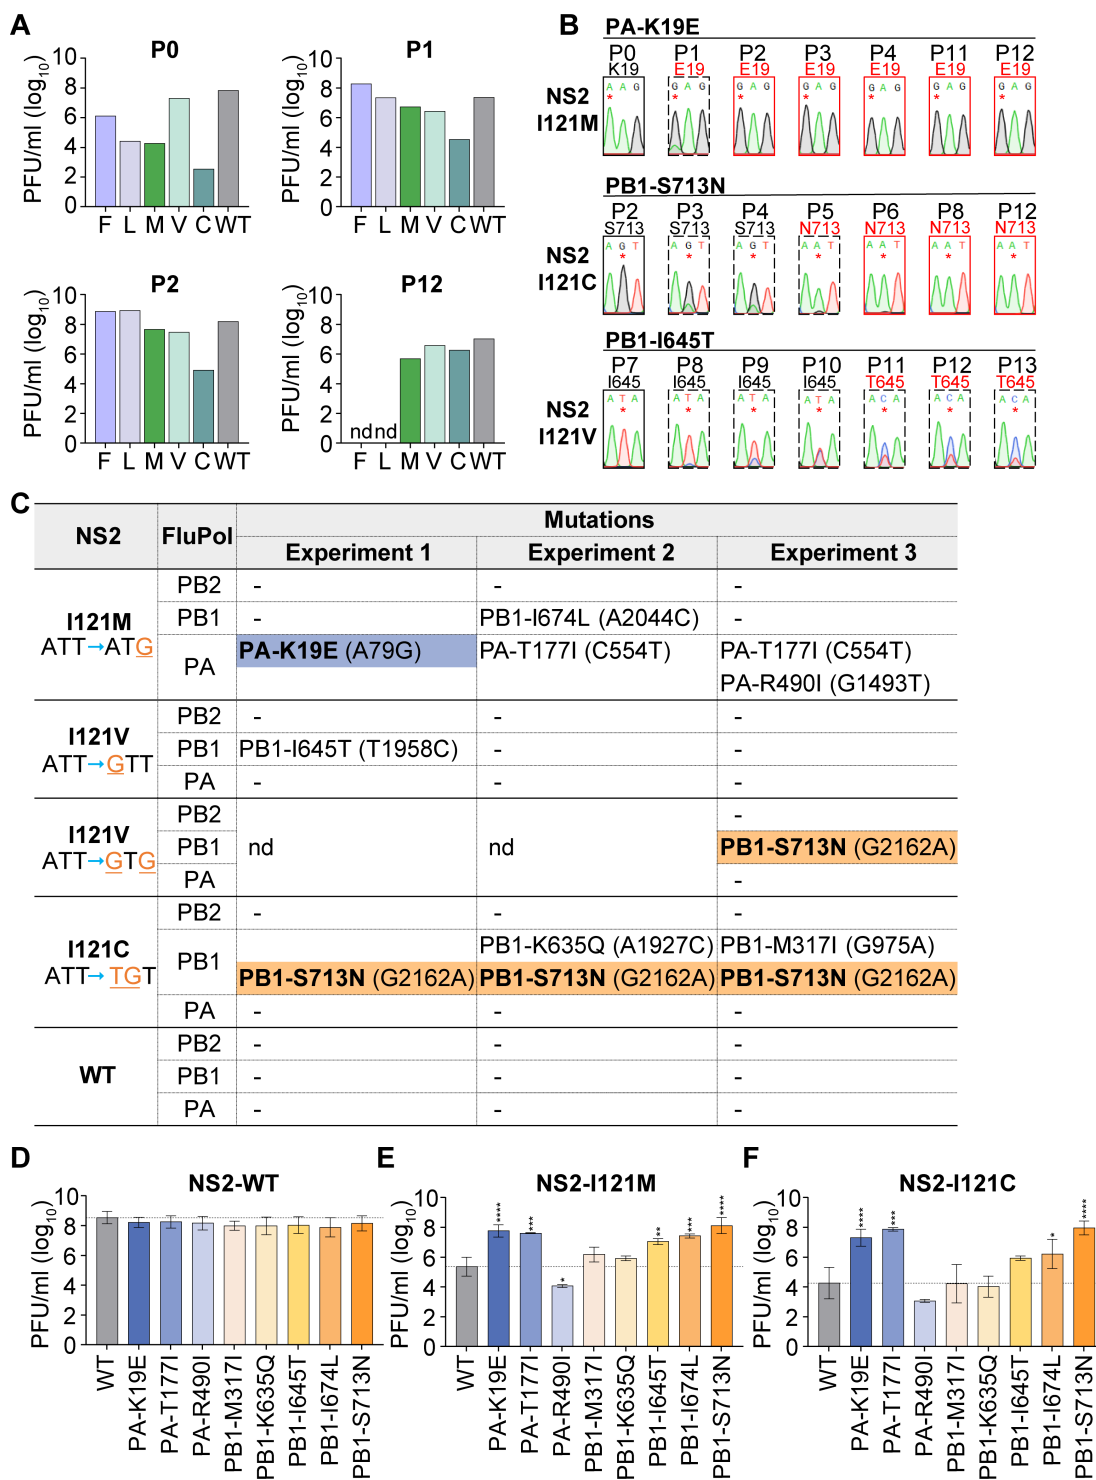 A
P0
PFU/ml (log10)
10
8
6
4
2
0
F L M V C WT
P1
PFU/ml (log10)
10
8
6
4
2
0
F L M V C WT
P2
PFU/ml (log10)
10
8
6
4
2
0
F L M V C WT
P12
PFU/ml (log10)
10
8
6
4
2
0
nd nd
F L M V C WT
B
PA-K19E
P0 P1 P2 P3 P4 P11 P12
K19 E19 E19 E19 E19 E19 E19
NS2
I121M
A A G G A G G A G G A G G A G G A G G A G
* * * * * * *
PB1-S713N
P2 P3 P4 P5 P6 P8 P12
S713 S713 S713 N713 N713 N713 N713
NS2
I121C
A G T A G T A G T A A T A A T A A T A A T
* * * * * * *
PB1-I645T
P7 P8 P9 P10 P11 P12 P13
I645 I645 I645 I645 T645 T645 T645
NS2
I121V
A T A A T A A T A A T A A C A A C A A C A
* * * * * * *
C
NS2 FluPol Mutations
Experiment 1 Experiment 2 Experiment 3
I121M
ATT→ATG
PB2 - - -
PB1 - PB1-I674L (A2044C) -
PA PA-K19E (A79G) PA-T177I (C554T) PA-T177I (C554T)
PA-R490I (G1493T)
I121V
ATT→GTT
PB2 - - -
PB1 PB1-I645T (T1958C) - -
PA - - -
I121V
ATT→GTG
PB2 -
PB1 nd nd PB1-S713N (G2162A)
PA -
I121C
ATT→TGT
PB2 - - -
PB1 PB1-K635Q (A1927C) PB1-M317I (G975A)
PB1-S713N (G2162A) PB1-S713N (G2162A) PB1-S713N (G2162A)
PA - - -
WT
PB2 - - -
PB1 - - -
PA - - -
D
NS2-WT
PFU/ml (log10)
10
8
6
4
2
0
WT
PA-K19E
PA-T177I
PA-R490I
PB1-M317I
PB1-K635Q
PB1-I645T
PB1-I674L
PB1-S713N
E
NS2-I121M
PFU/ml (log10)
10
8
6
4
2
0
**** *** * ** *** ****
WT
PA-K19E
PA-T177I
PA-R490I
PB1-M317I
PB1-K635Q
PB1-I645T
PB1-I674L
PB1-S713N
F
NS2-I121C
PFU/ml (log10)
10
8
6
4
2
0
**** *** * ****
WT
PA-K19E
PA-T177I
PA-R490I
PB1-M317I
PB1-K635Q
PB1-I645T
PB1-I674L
PB1-S713N